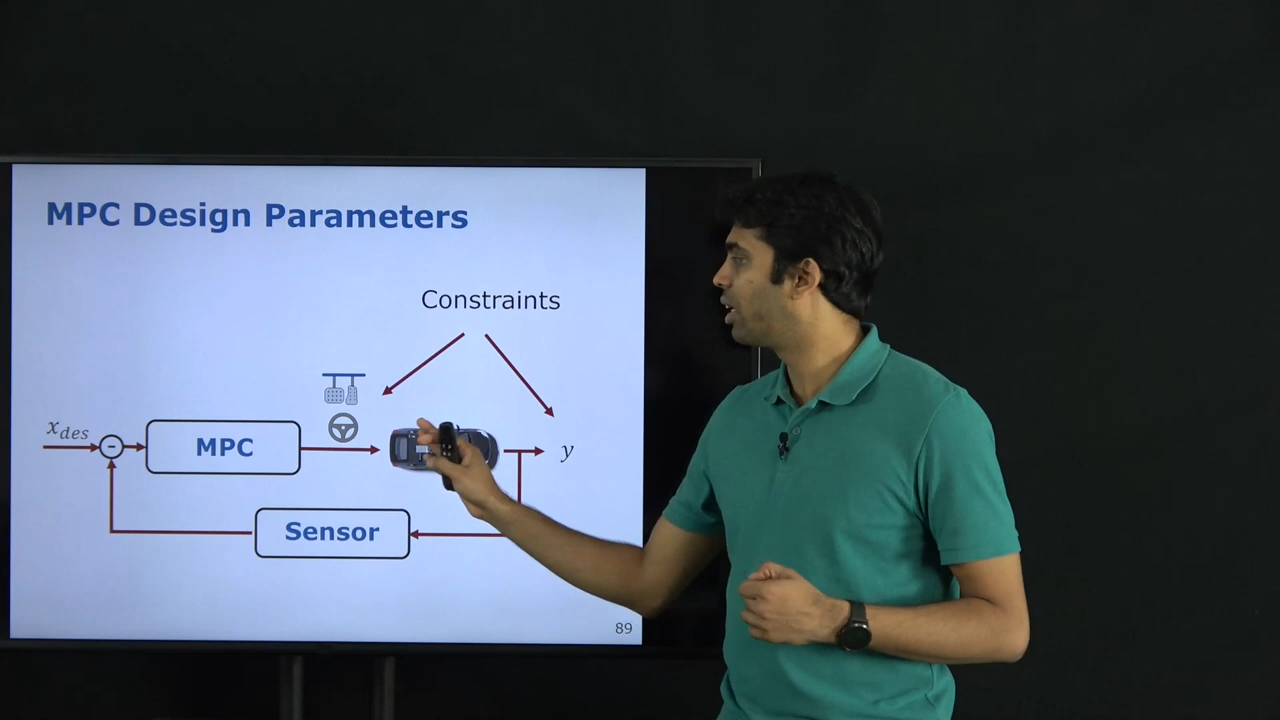 MPC Design Parameters
Constraints
x_des
-
MPC
y
Sensor
89